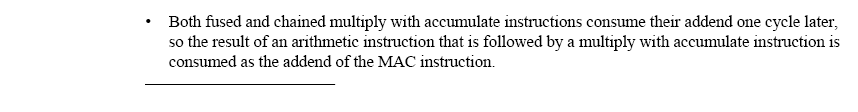 • Both fused and chained multiply with accumulate instructions consume their addend one cycle later,
so the result of an arithmetic instruction that is followed by a multiply with accumulate instruction is
consumed as the addend of the MAC instruction.